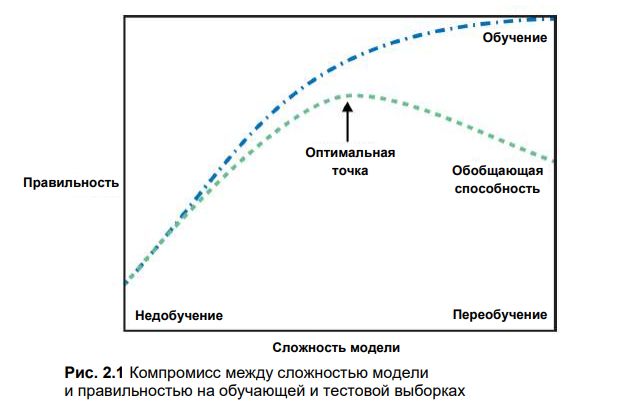 Обучение
Оптимальная
точка
Обобщающая
способность
Правильность
Недообучение
Переобучение
Сложность модели
Рис. 2.1 Компромисс между сложностью модели
и правильностью на обучающей и тестовой выборках